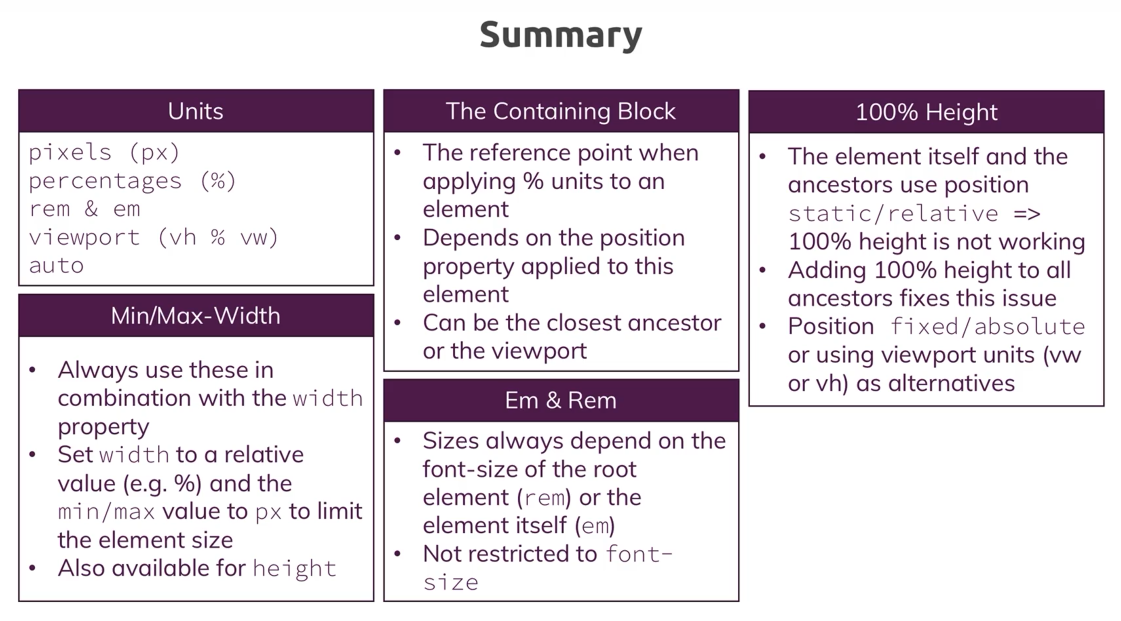 Summary
Units
pixels (px)
percentages (%)
rem & em
viewport (vh % vw)
auto
Min/Max-Width
• Always use these in
combination with the width
property
• Set width to a relative
value (e.g. %) and the
min/max value to px to limit
the element size
• Also available for height
The Containing Block
• The reference point when
applying % units to an
element
• Depends on the position
property applied to this
element
• Can be the closest ancestor
or the viewport
Em & Rem
• Sizes always depend on the
font-size of the root
element (rem) or the
element itself (em)
• Not restricted to font-
size
100% Height
• The element itself and the
ancestors use position
static/relative =>
100% height is not working
• Adding 100% height to all
ancestors fixes this issue
• Position fixed/absolute
or using viewport units (vw
or vh) as alternatives